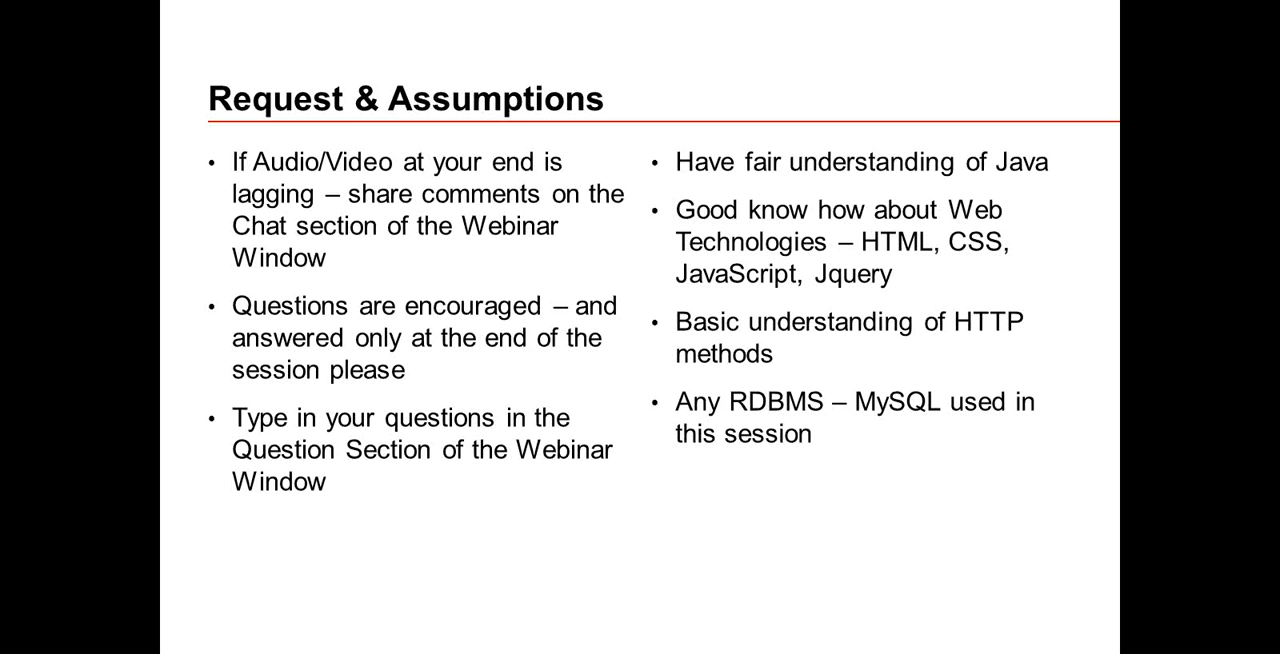 Request & Assumptions
• If Audio/Video at your end is
lagging – share comments on the
Chat section of the Webinar
Window
• Questions are encouraged – and
answered only at the end of the
session please
• Type in your questions in the
Question Section of the Webinar
Window
• Have fair understanding of Java
• Good know how about Web
Technologies – HTML, CSS,
JavaScript, Jquery
• Basic understanding of HTTP
methods
• Any RDBMS – MySQL used in
this session